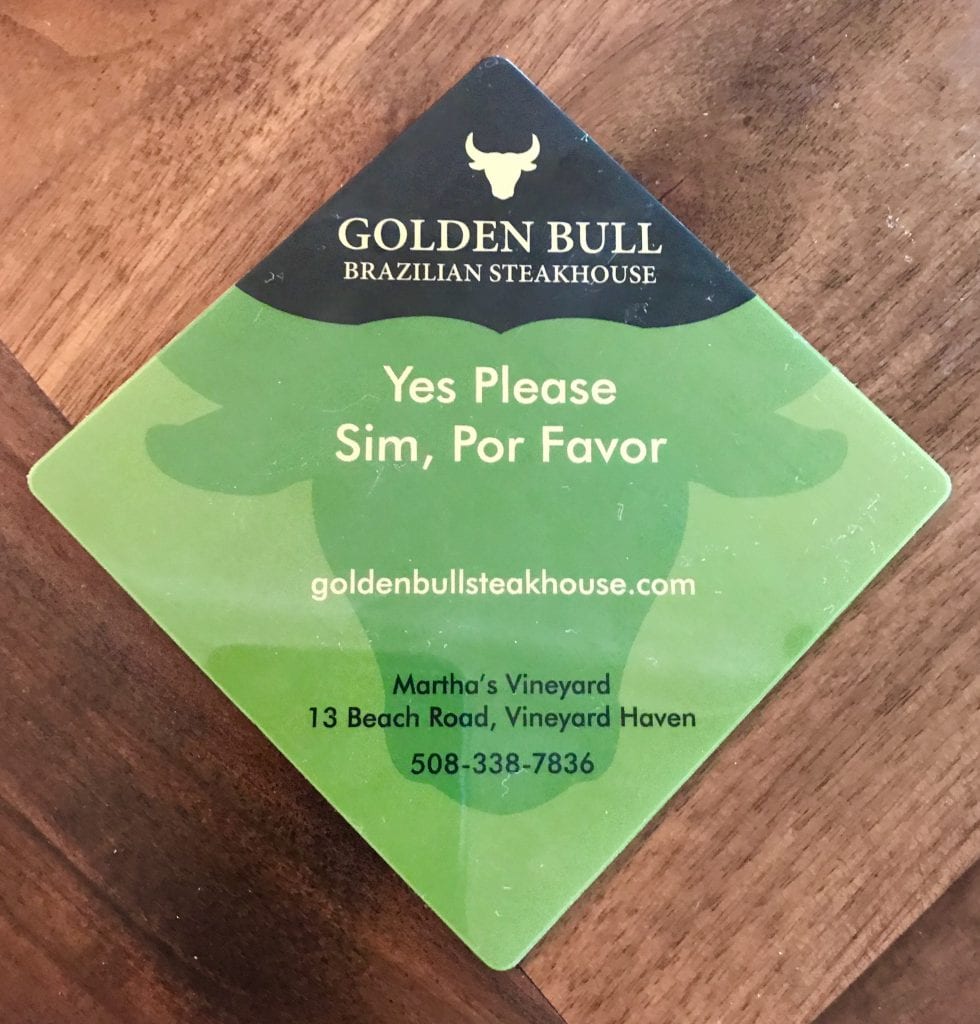 GOLDEN BULL
BRAZILIAN STEAKHOUSE
Yes Please
Sim, Por Favor
goldenbullsteakhouse.com
Martha's Vineyard
13 Beach Road, Vineyard Haven
508-338-7836